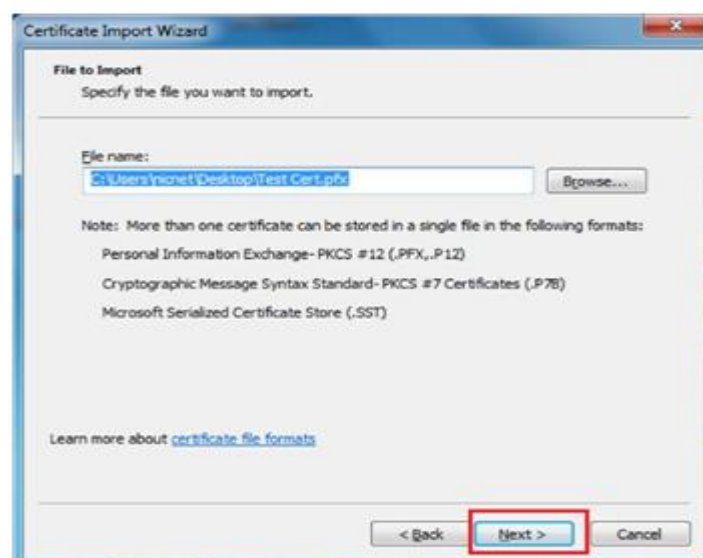 Certificate Import Wizard
File to Import
Specify the file you want to import.
File name:
C:\Users\nicnet\Desktop\Test Cert.pfx
Browse...
Note: More than one certificate can be stored in a single file in the following formats:
Personal Information Exchange- PKCS #12 (.PFX,.P12)
Cryptographic Message Syntax Standard- PKCS #7 Certificates (.P7B)
Microsoft Serialized Certificate Store (.SST)
Learn more about certificate file formats
< Back Next > Cancel